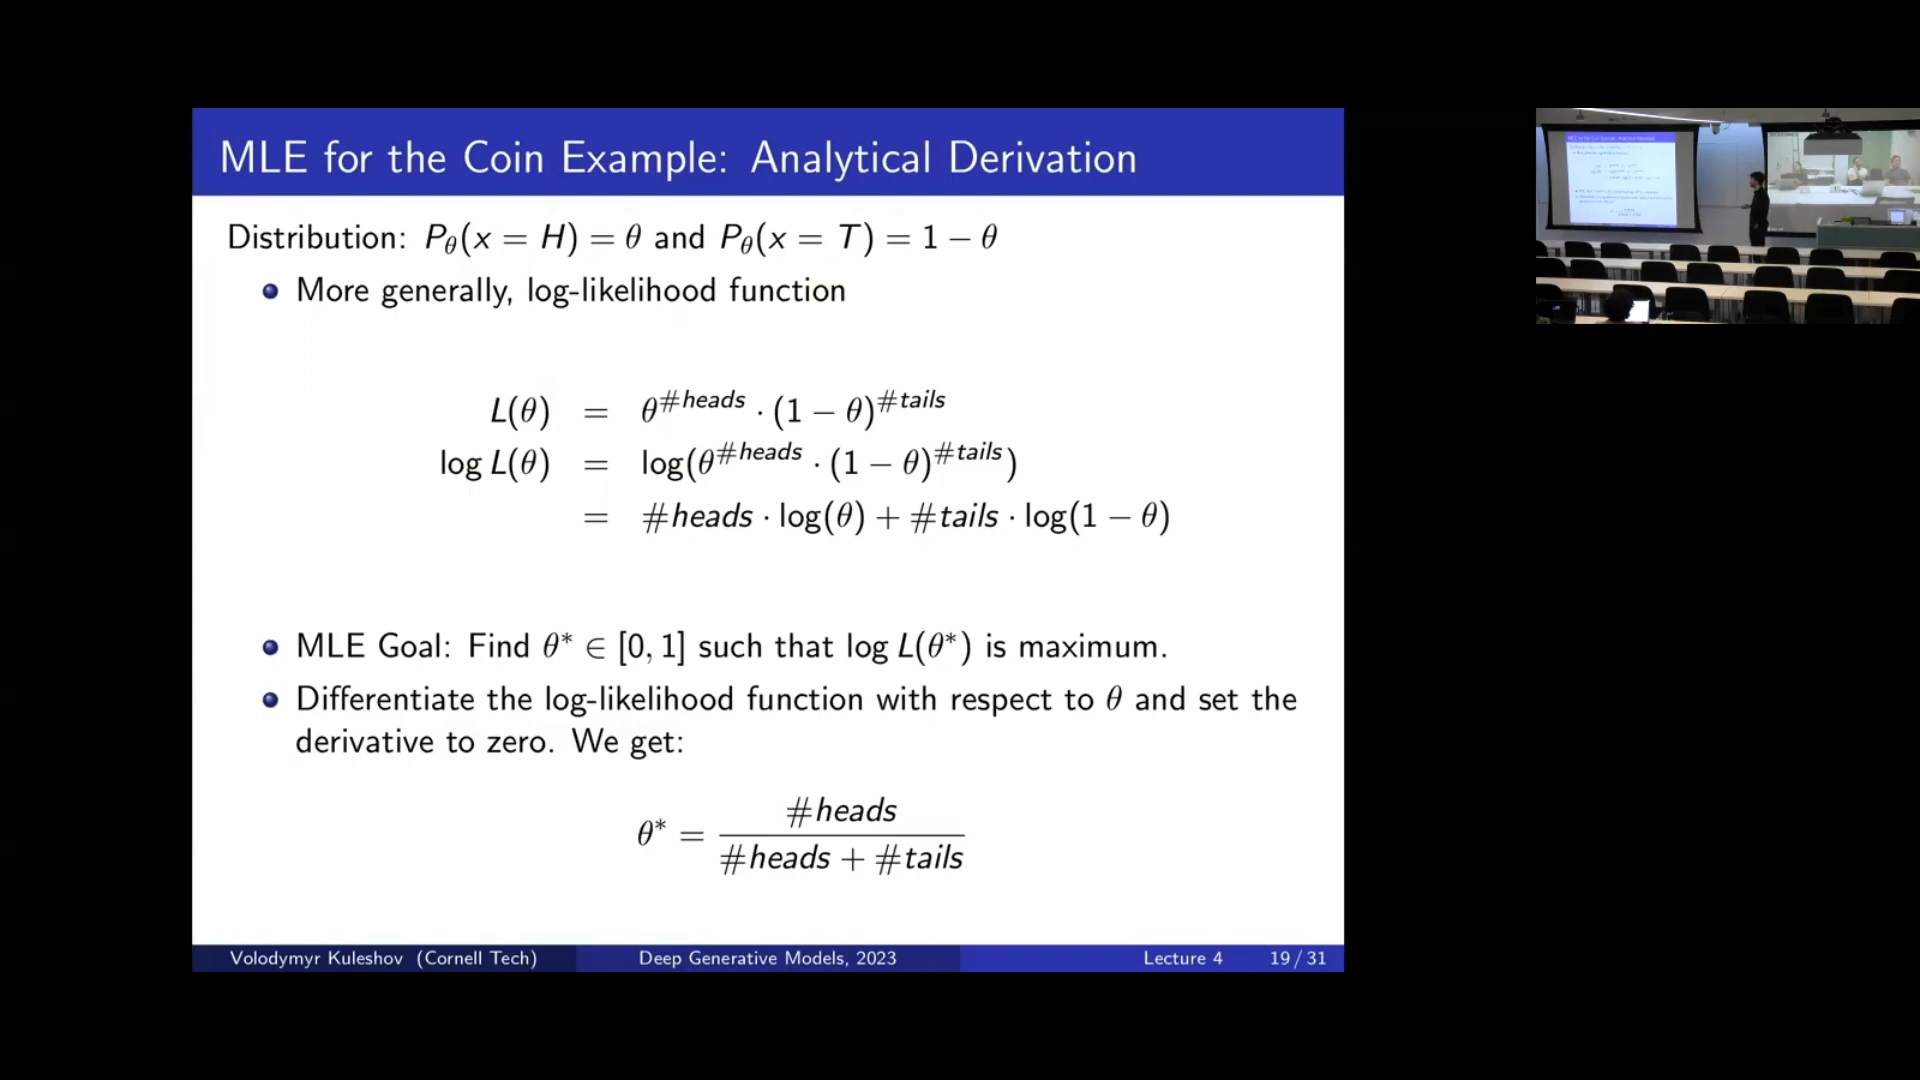 MLE for the Coin Example: Analytical Derivation
Distribution: Pθ(x = H) = θ and Pθ(x = T) = 1 − θ
More generally, log-likelihood function
L(θ) = θ^#heads · (1 − θ)^#tails
log L(θ) = log(θ^#heads · (1 − θ)^#tails)
= #heads · log(θ) + #tails · log(1 − θ)
MLE Goal: Find θ* ∈ [0, 1] such that log L(θ*) is maximum.
Differentiate the log-likelihood function with respect to θ and set the
derivative to zero. We get:
θ* = #heads
#heads + #tails
Volodymyr Kuleshov (Cornell Tech) Deep Generative Models, 2023 Lecture 4 19 / 31